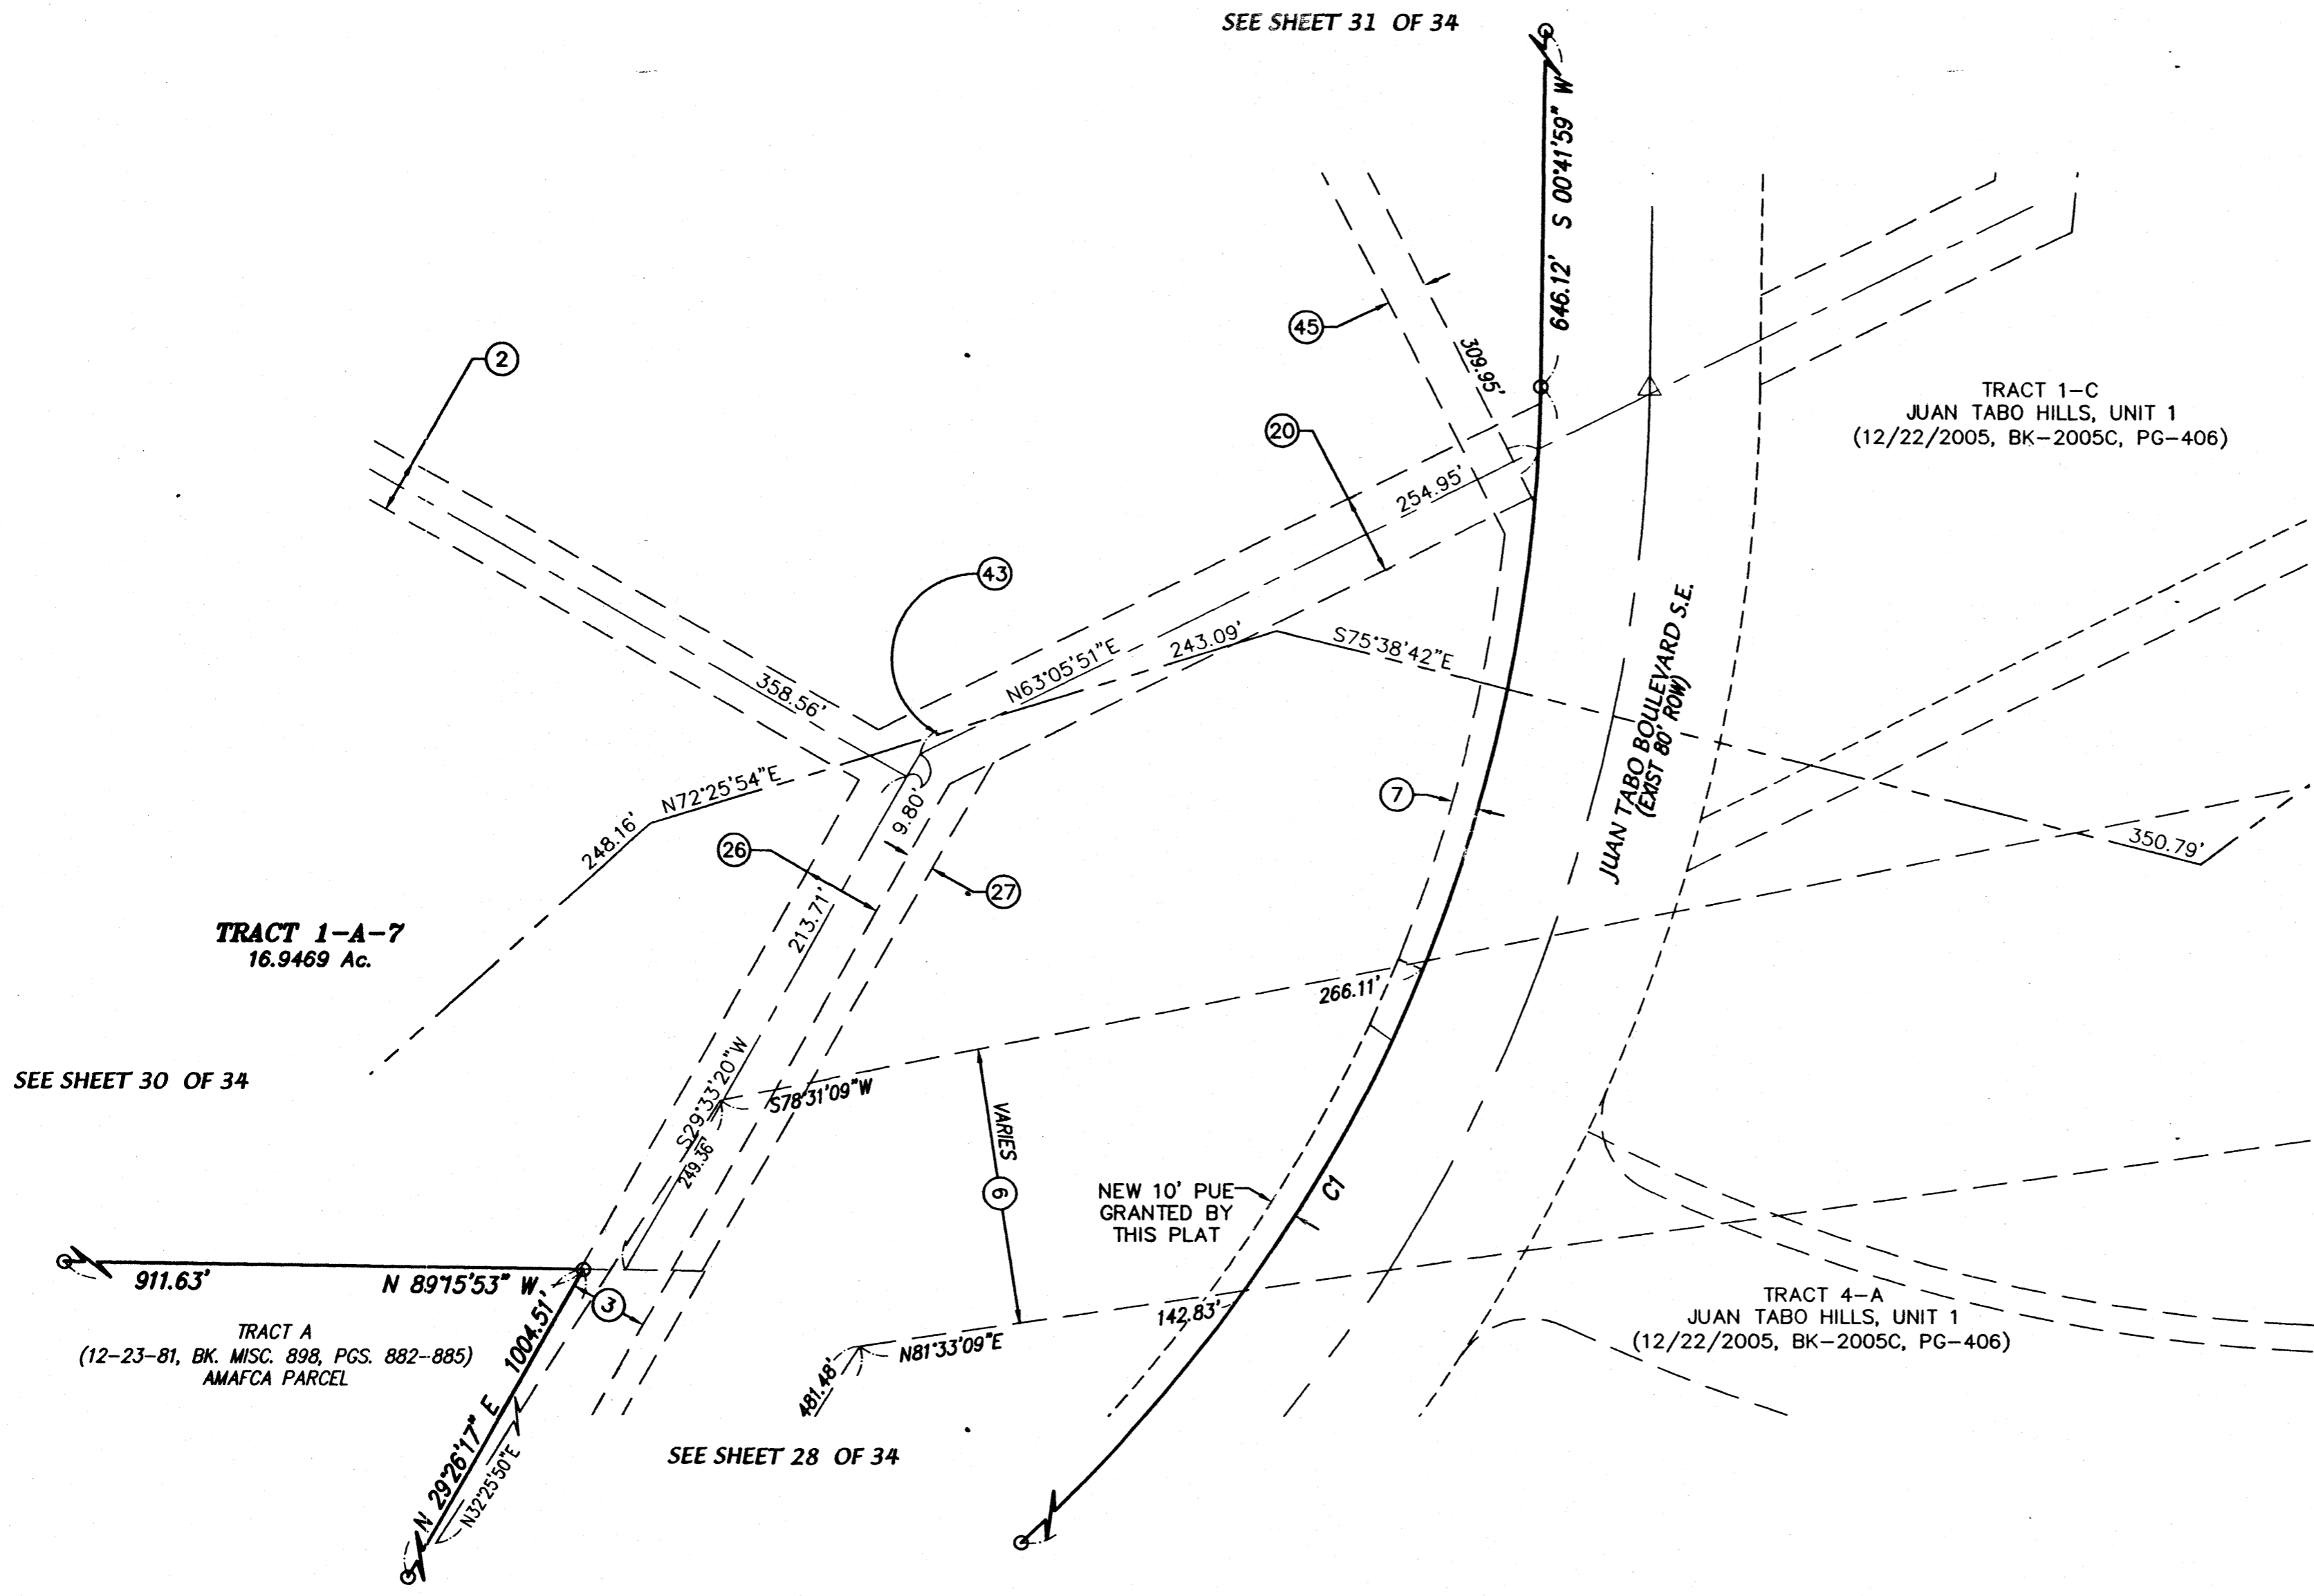 SEE SHEET 31 OF 34
646.12' S 00°41'59" W
45
309.95'
2
20
254.95'
TRACT 1-C
JUAN TABO HILLS, UNIT 1
(12/22/2005, BK-2005C, PG-406)
43
N63°05'51"E
243.09'
S75°38'42"E
358.56'
JUAN TABO BOULEVARD S.E.
(EXIST 80' ROW)
N72°25'54"E
248.16'
9.80'
7
26
27
350.79'
213.71'
TRACT 1-A-7
16.9469 Ac.
266.11'
SEE SHEET 30 OF 34
S29°33'20"W
249.36'
S78°31'09"W
VARIES
6
NEW 10' PUE
GRANTED BY
THIS PLAT
C1
911.63'
N 89°15'53" W
3
142.83'
TRACT 4-A
JUAN TABO HILLS, UNIT 1
(12/22/2005, BK-2005C, PG-406)
TRACT A
(12-23-81, BK. MISC. 898, PGS. 882--885)
AMAFCA PARCEL
N 29°26'17" E 1004.51'
N32°25'50"E
N81°33'09"E
481.48'
SEE SHEET 28 OF 34